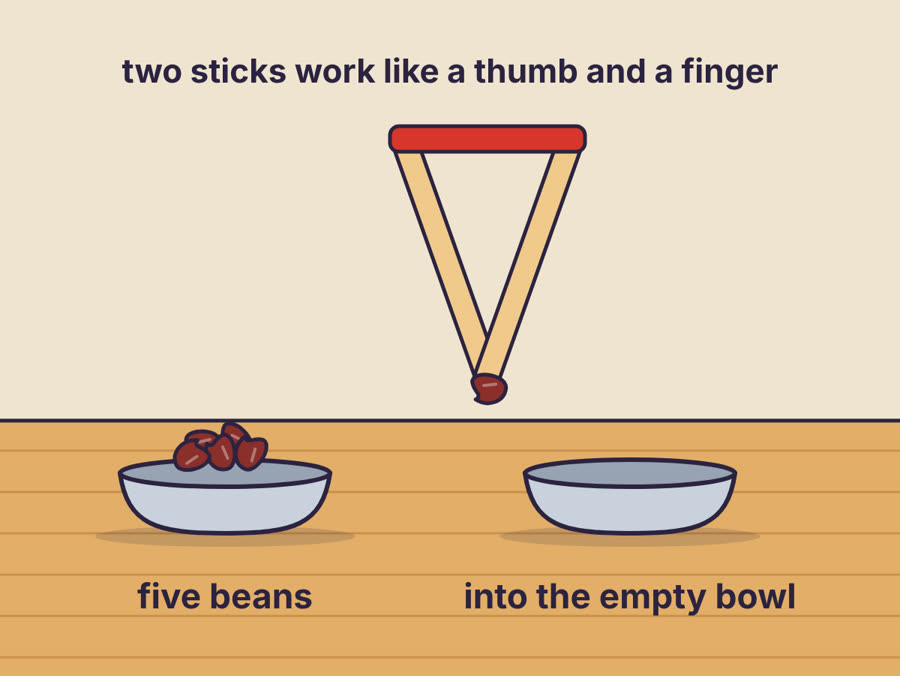 two sticks work like a thumb and a finger
five beans
into the empty bowl